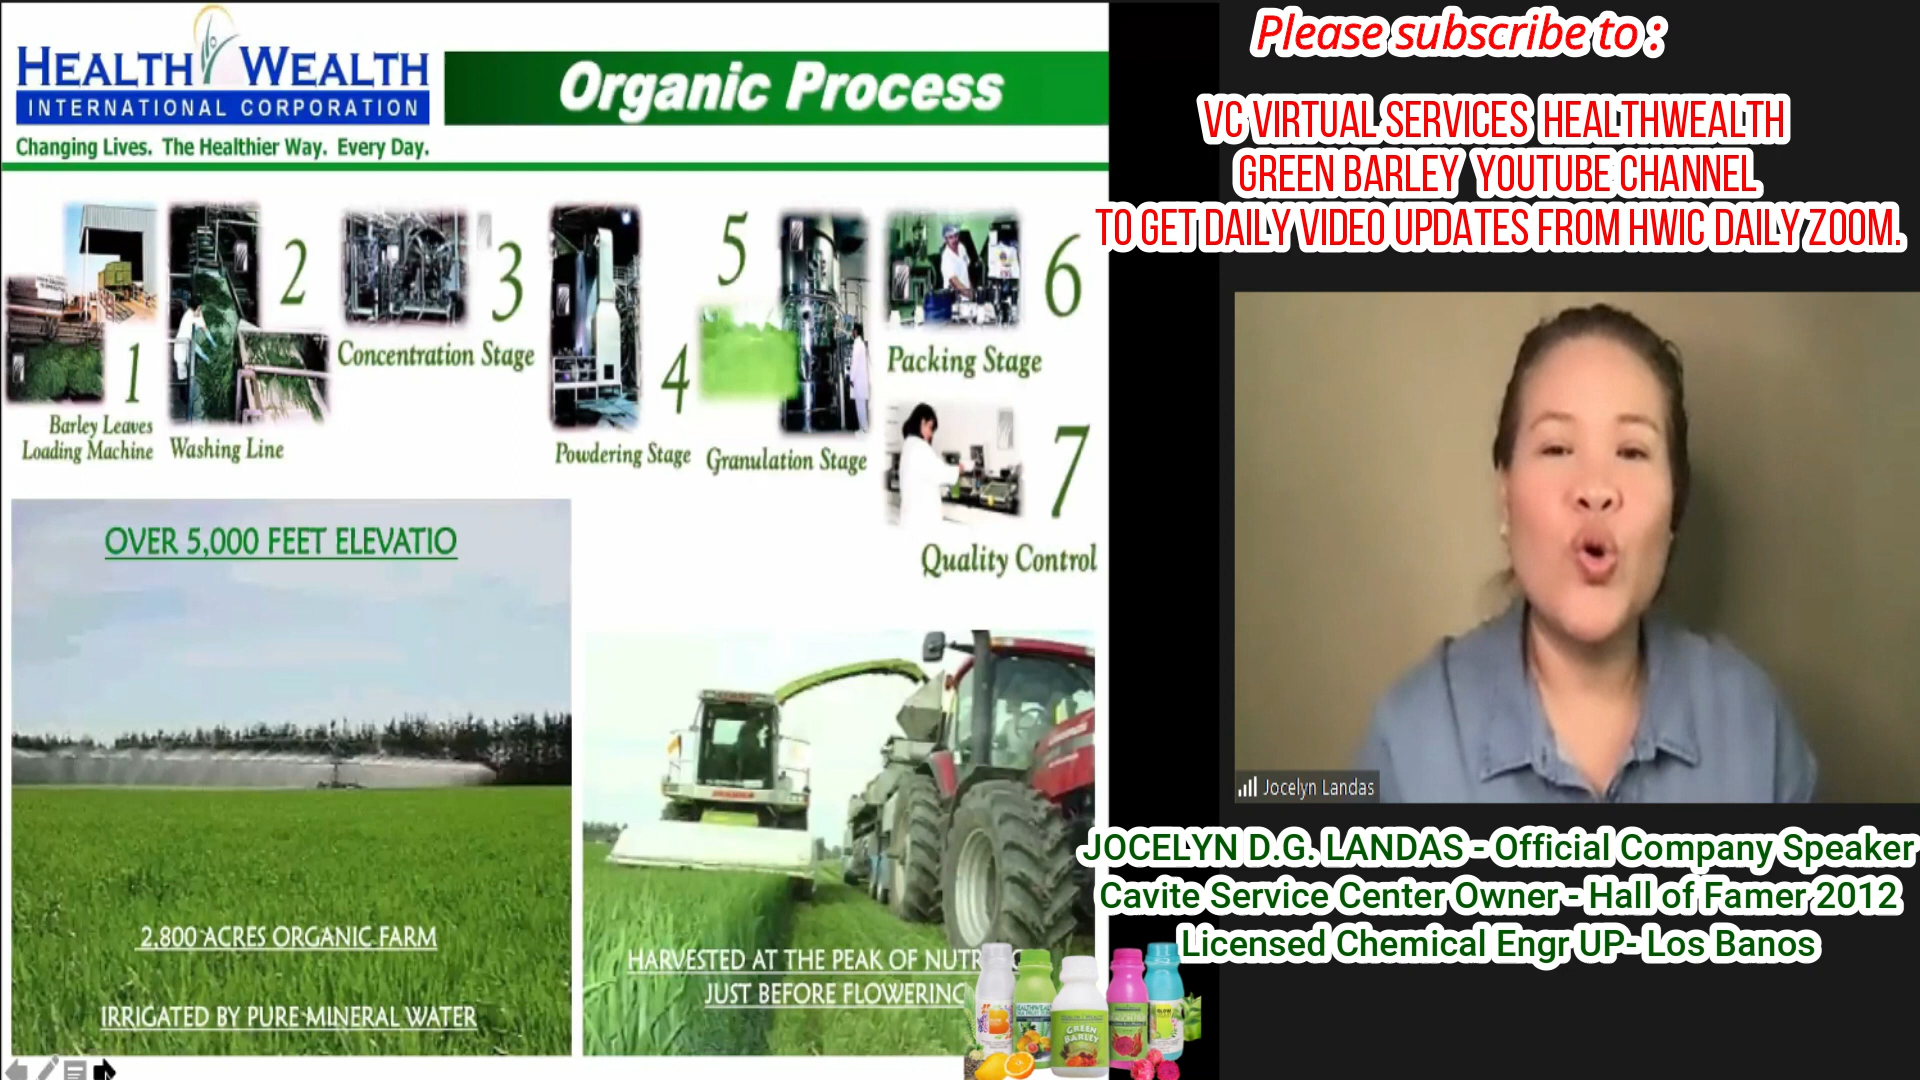 HEALTH WEALTH
INTERNATIONAL CORPORATION
Changing Lives. The Healthier Way. Every Day.
Organic Process
1
Barley Leaves
Loading Machine
2
Washing Line
3
Concentration Stage
4
Powdering Stage
5
Granulation Stage
6
Packing Stage
7
Quality Control
OVER 5,000 FEET ELEVATIO
2,800 ACRES ORGANIC FARM
IRRIGATED BY PURE MINERAL WATER
HARVESTED AT THE PEAK OF NUTR
JUST BEFORE FLOWERING
GREEN
BARLEY
Please subscribe to :
VC VIRTUAL SERVICES HEALTHWEALTH
GREEN BARLEY YOUTUBE CHANNEL
TO GET DAILY VIDEO UPDATES FROM HWIC DAILY ZOOM.
Jocelyn Landas
JOCELYN D.G. LANDAS - Official Company Speaker
Cavite Service Center Owner - Hall of Famer 2012
Licensed Chemical Engr UP- Los Banos